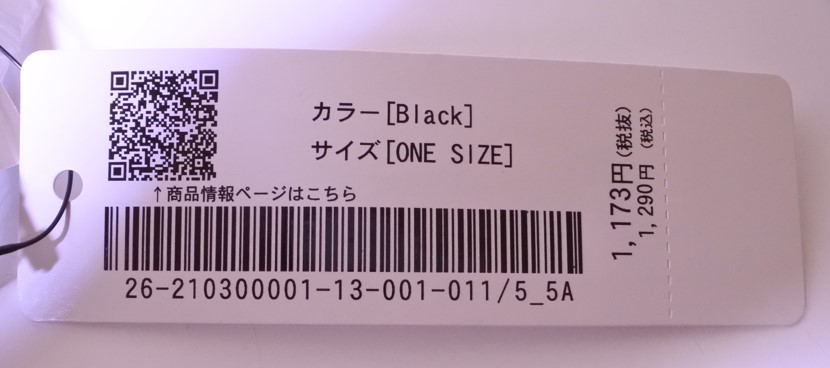 カラー[Black]
サイズ[ONE SIZE]
↑商品情報ページはこちら
26-210300001-13-001-011/5_5A
1,173円(税抜)
1,290円(税込)